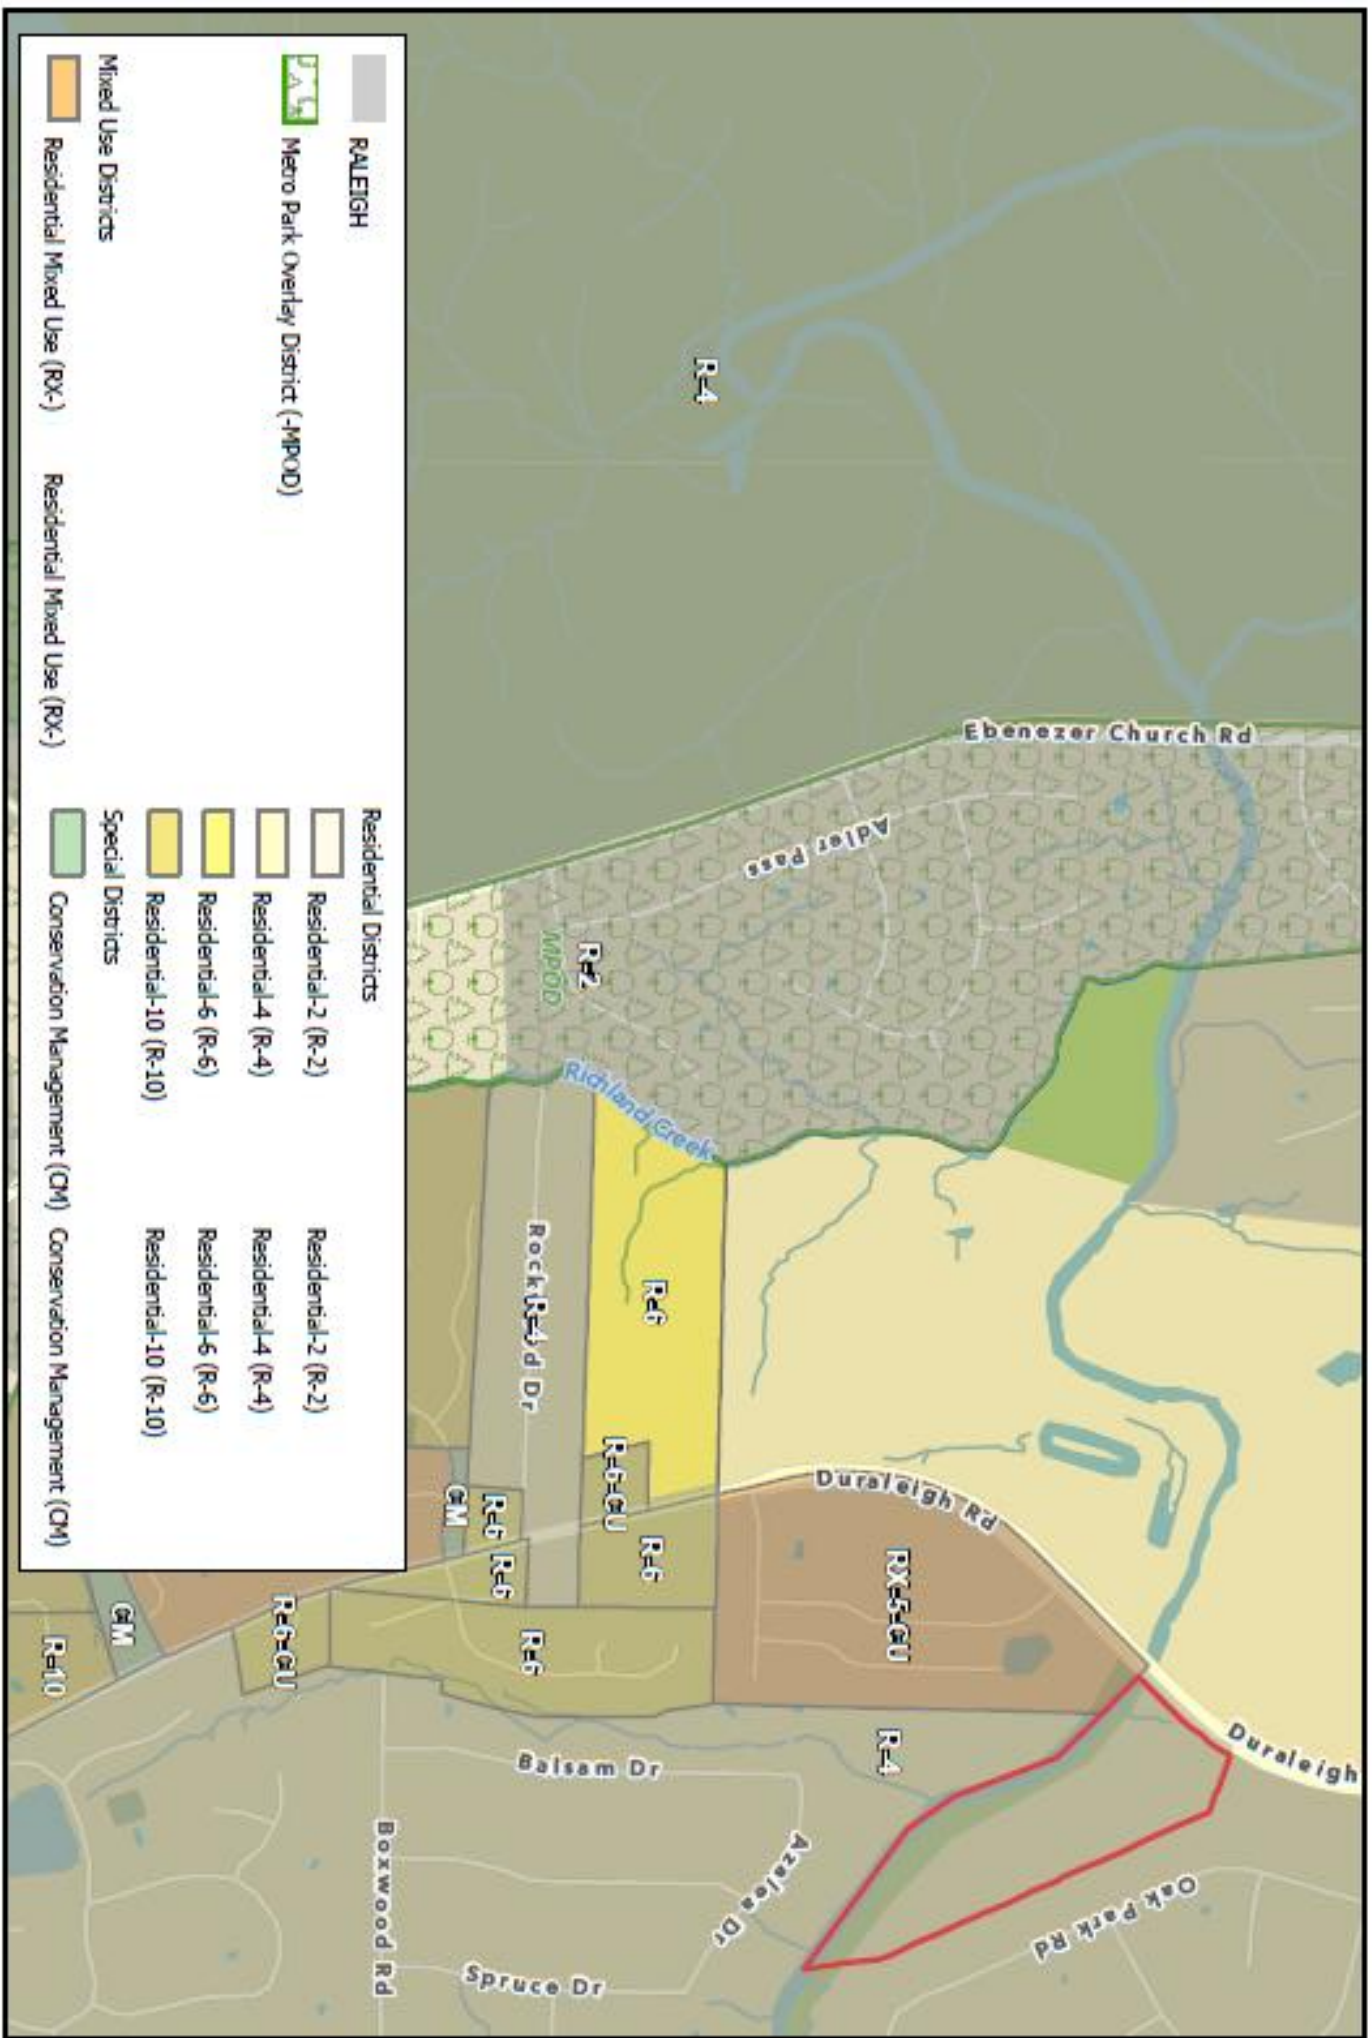 Ebenezer Church Rd
R-4
Adler Pass
R-2
MPOD
Richland Creek
R-6
R-4
R-6-CU
R-6
R-6
R-6
CM
Duraleigh Rd
RX-5-CU
Duraleigh
R-6
R-6-CU
CM
R-10
R-4
Balsam Dr
Azalea Dr
Oak Park Rd
Boxwood Rd
Spruce Dr
RALEIGH
Metro Park Overlay District (-MPOD)
Mixed Use Districts
Residential Mixed Use (RX-) Residential Mixed Use (RX-)
Residential Districts
Residential-2 (R-2) Residential-2 (R-2)
Residential-4 (R-4) Residential-4 (R-4)
Residential-6 (R-6) Residential-6 (R-6)
Residential-10 (R-10) Residential-10 (R-10)
Special Districts
Conservation Management (CM) Conservation Management (CM)